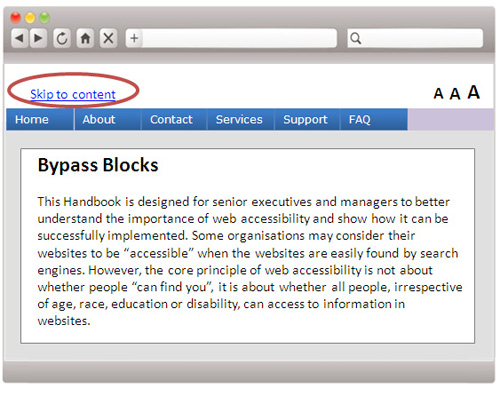 Skip to content
A A A
Home About Contact Services Support FAQ
Bypass Blocks
This Handbook is designed for senior executives and managers to better
understand the importance of web accessibility and show how it can be
successfully implemented. Some organisations may consider their
websites to be “accessible” when the websites are easily found by search
engines. However, the core principle of web accessibility is not about
whether people “can find you”, it is about whether all people, irrespective
of age, race, education or disability, can access to information in
websites.